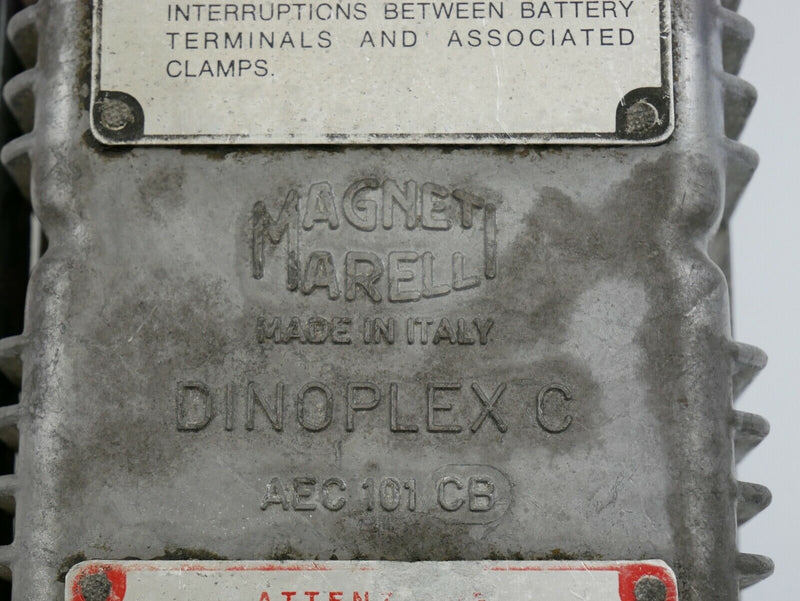 INTERRUPTIONS BETWEEN BATTERY
TERMINALS AND ASSOCIATED
CLAMPS.
MAGNETI
MARELLI
MADE IN ITALY
DINOPLEX C
AEC 101 CB